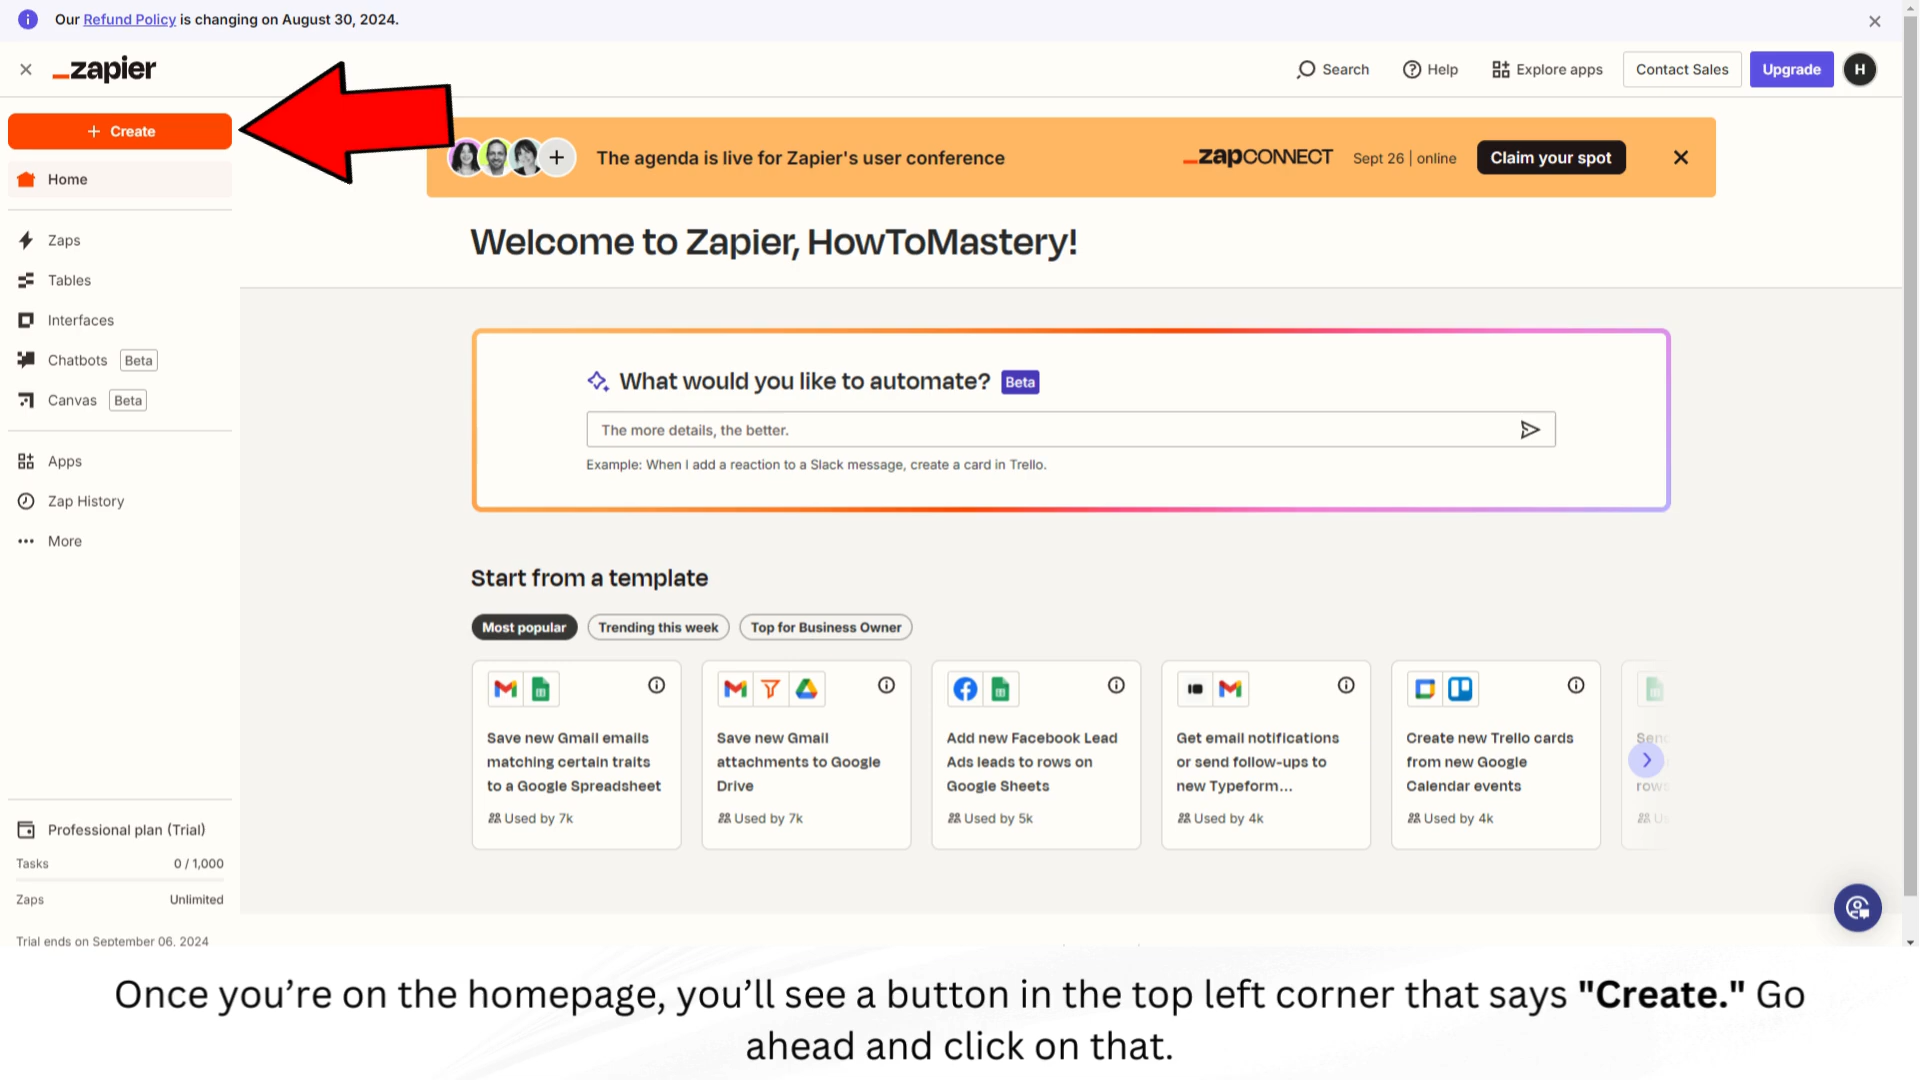 Our Refund Policy is changing on August 30, 2024.
zapier
Search
Help
Explore apps
Contact Sales
Upgrade
H
+ Create
Home
Zaps
Tables
Interfaces
Chatbots Beta
Canvas Beta
Apps
Zap History
More
Professional plan (Trial)
Tasks 0 / 1,000
Zaps Unlimited
Trial ends on September 06, 2024
The agenda is live for Zapier's user conference
zapCONNECT
Sept 26 | online
Claim your spot
Welcome to Zapier, HowToMastery!
What would you like to automate? Beta
The more details, the better.
Example: When I add a reaction to a Slack message, create a card in Trello.
Start from a template
Most popular
Trending this week
Top for Business Owner
Save new Gmail emails
matching certain traits
to a Google Spreadsheet
Used by 7k
Save new Gmail
attachments to Google
Drive
Used by 7k
Add new Facebook Lead
Ads leads to rows on
Google Sheets
Used by 5k
Get email notifications
or send follow-ups to
new Typeform...
Used by 4k
Create new Trello cards
from new Google
Calendar events
Used by 4k
Once you’re on the homepage, you’ll see a button in the top left corner that says "Create." Go
ahead and click on that.